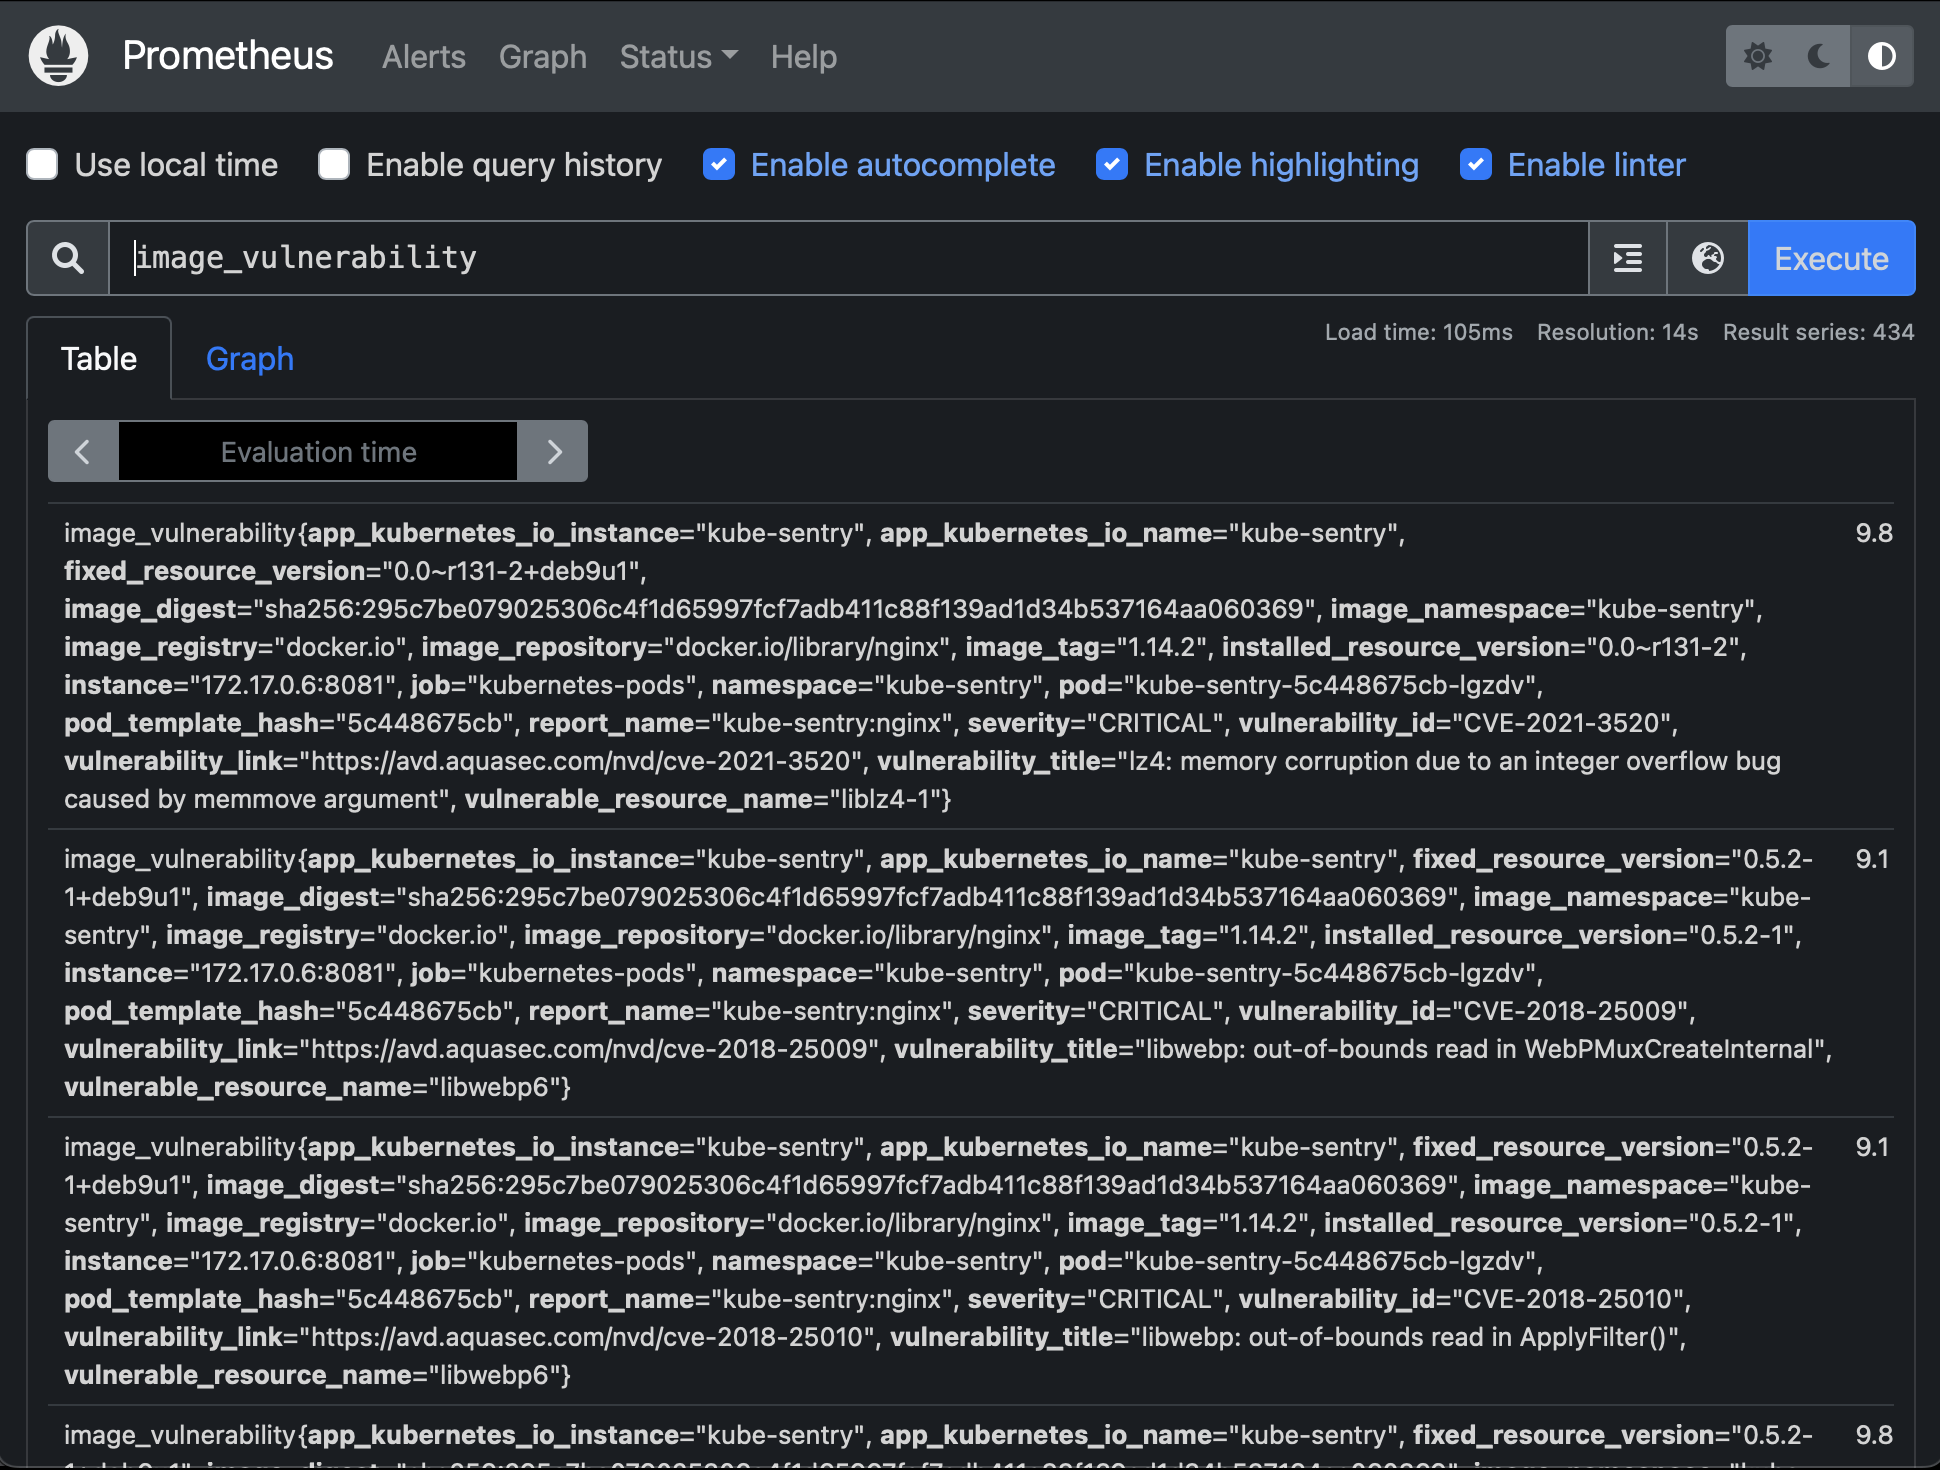 Prometheus Alerts Graph Status Help
Use local time Enable query history Enable autocomplete Enable highlighting Enable linter
image_vulnerability Execute
Load time: 105ms Resolution: 14s Result series: 434
Table Graph
Evaluation time
image_vulnerability{app_kubernetes_io_instance="kube-sentry", app_kubernetes_io_name="kube-sentry", 9.8
fixed_resource_version="0.0~r131-2+deb9u1",
image_digest="sha256:295c7be079025306c4f1d65997fcf7adb411c88f139ad1d34b537164aa060369", image_namespace="kube-sentry",
image_registry="docker.io", image_repository="docker.io/library/nginx", image_tag="1.14.2", installed_resource_version="0.0~r131-2",
instance="172.17.0.6:8081", job="kubernetes-pods", namespace="kube-sentry", pod="kube-sentry-5c448675cb-lgzdv",
pod_template_hash="5c448675cb", report_name="kube-sentry:nginx", severity="CRITICAL", vulnerability_id="CVE-2021-3520",
vulnerability_link="https://avd.aquasec.com/nvd/cve-2021-3520", vulnerability_title="lz4: memory corruption due to an integer overflow bug
caused by memmove argument", vulnerable_resource_name="liblz4-1"}
image_vulnerability{app_kubernetes_io_instance="kube-sentry", app_kubernetes_io_name="kube-sentry", fixed_resource_version="0.5.2- 9.1
1+deb9u1", image_digest="sha256:295c7be079025306c4f1d65997fcf7adb411c88f139ad1d34b537164aa060369", image_namespace="kube-
sentry", image_registry="docker.io", image_repository="docker.io/library/nginx", image_tag="1.14.2", installed_resource_version="0.5.2-1",
instance="172.17.0.6:8081", job="kubernetes-pods", namespace="kube-sentry", pod="kube-sentry-5c448675cb-lgzdv",
pod_template_hash="5c448675cb", report_name="kube-sentry:nginx", severity="CRITICAL", vulnerability_id="CVE-2018-25009",
vulnerability_link="https://avd.aquasec.com/nvd/cve-2018-25009", vulnerability_title="libwebp: out-of-bounds read in WebPMuxCreateInternal",
vulnerable_resource_name="libwebp6"}
image_vulnerability{app_kubernetes_io_instance="kube-sentry", app_kubernetes_io_name="kube-sentry", fixed_resource_version="0.5.2- 9.1
1+deb9u1", image_digest="sha256:295c7be079025306c4f1d65997fcf7adb411c88f139ad1d34b537164aa060369", image_namespace="kube-
sentry", image_registry="docker.io", image_repository="docker.io/library/nginx", image_tag="1.14.2", installed_resource_version="0.5.2-1",
instance="172.17.0.6:8081", job="kubernetes-pods", namespace="kube-sentry", pod="kube-sentry-5c448675cb-lgzdv",
pod_template_hash="5c448675cb", report_name="kube-sentry:nginx", severity="CRITICAL", vulnerability_id="CVE-2018-25010",
vulnerability_link="https://avd.aquasec.com/nvd/cve-2018-25010", vulnerability_title="libwebp: out-of-bounds read in ApplyFilter()",
vulnerable_resource_name="libwebp6"}
image_vulnerability{app_kubernetes_io_instance="kube-sentry", app_kubernetes_io_name="kube-sentry", fixed_resource_version="0.5.2- 9.8